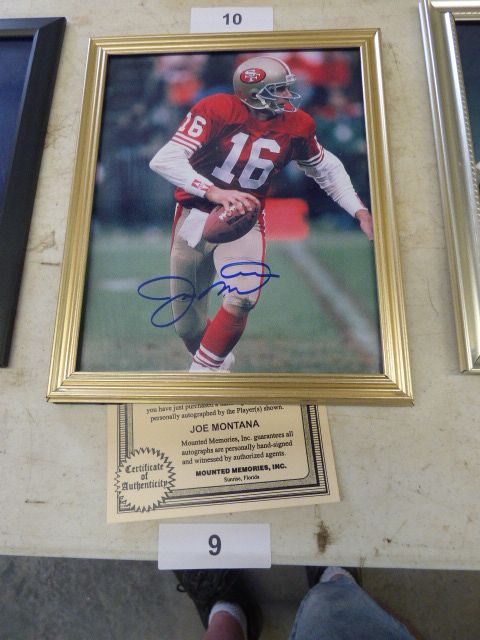 10
SF
16
16
you have just purchased a
personally autographed by the Player(s) shown.
JOE MONTANA
Mounted Memories, Inc. guarantees all
autographs are personally hand-signed
and witnessed by authorized agents.
MOUNTED MEMORIES, INC.
Sunrise, Florida
Certificate
of
Authenticity
9